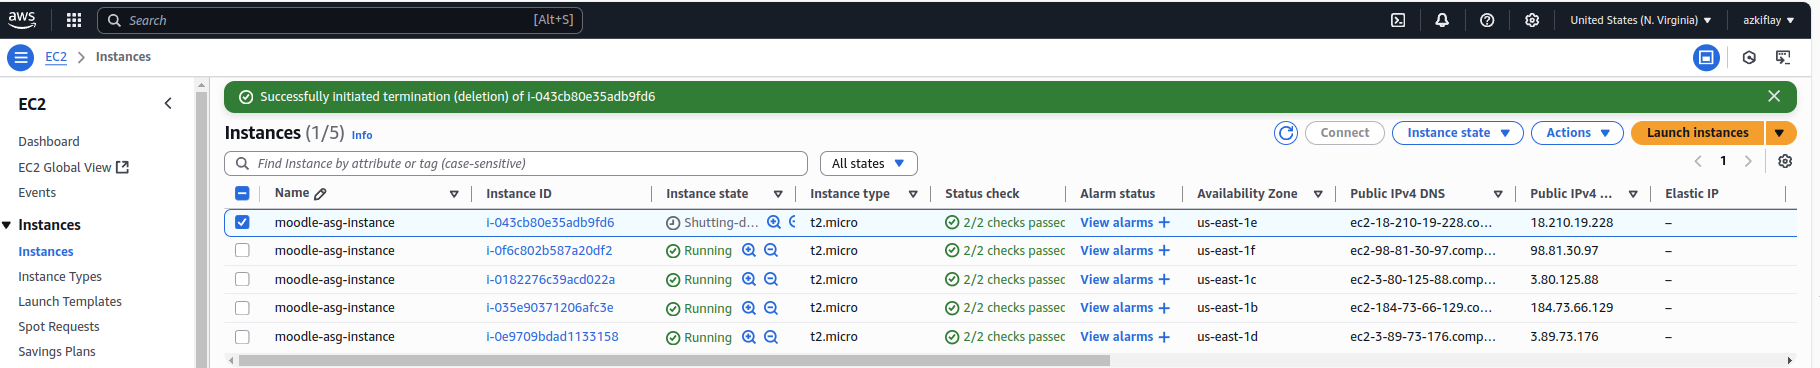 aws Search [Alt+S] United States (N. Virginia) azkiflay
EC2 Instances
EC2
Dashboard
EC2 Global View
Events
Instances
Instances
Instance Types
Launch Templates
Spot Requests
Savings Plans
Successfully initiated termination (deletion) of i-043cb80e35adb9fd6
Instances (1/5) Info Connect Instance state Actions Launch instances
Find Instance by attribute or tag (case-sensitive) All states 1
Name Instance ID Instance state Instance type Status check Alarm status Availability Zone Public IPv4 DNS Public IPv4 ... Elastic IP
moodle-asg-instance i-043cb80e35adb9fd6 Shutting-d... t2.micro 2/2 checks passed View alarms + us-east-1e ec2-18-210-19-228.co... 18.210.19.228 –
moodle-asg-instance i-0f6c802b587a20df2 Running t2.micro 2/2 checks passed View alarms + us-east-1f ec2-98-81-30-97.comp... 98.81.30.97 –
moodle-asg-instance i-0182276c39acd022a Running t2.micro 2/2 checks passed View alarms + us-east-1c ec2-3-80-125-88.comp... 3.80.125.88 –
moodle-asg-instance i-035e90371206afc3e Running t2.micro 2/2 checks passed View alarms + us-east-1b ec2-184-73-66-129.co... 184.73.66.129 –
moodle-asg-instance i-0e9709bdad1133158 Running t2.micro 2/2 checks passed View alarms + us-east-1d ec2-3-89-73-176.comp... 3.89.73.176 –